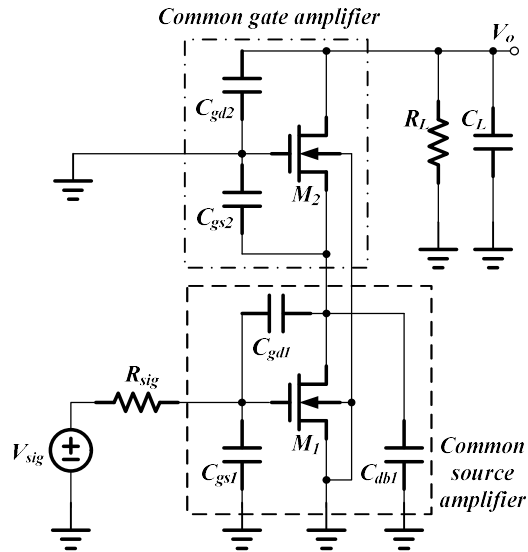 Common gate amplifier
Vo
Cgd2
RL
CL
M2
Cgs2
Cgd1
Rsig
M1
Vsig
Cgs1
Cdb1
Common
source
amplifier